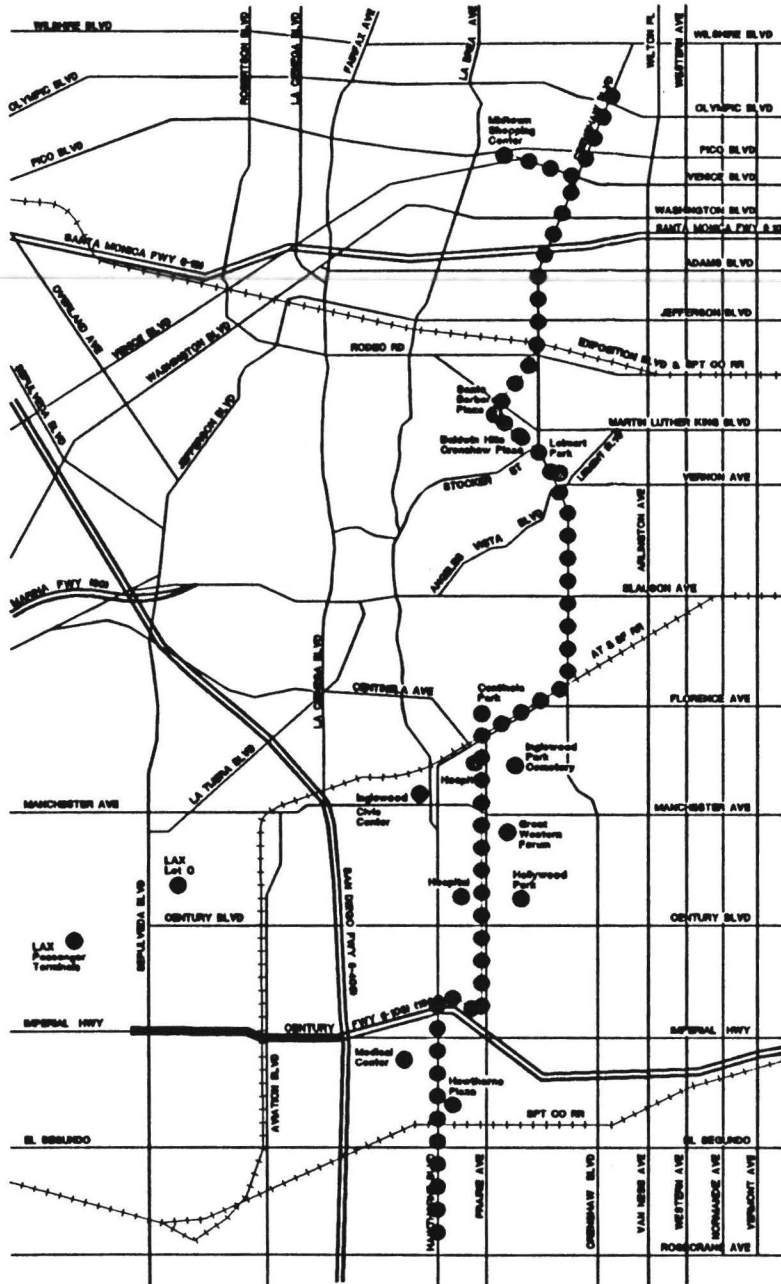 WILSHIRE BLVD
ROBERTSON BLVD
LA CIENEGA BLVD
FAIRFAX AVE
LA BREA AVE
WILTON PL
WESTERN AVE
WILSHIRE BLVD
OLYMPIC BLVD
OLYMPIC BLVD
Midtown
Shopping
Center
PICO BLVD
PICO BLVD
VENICE BLVD
WASHINGTON BLVD
SANTA MONICA FWY
SANTA MONICA FWY
ADAMS BLVD
OVERLAND AVE
VENICE BLVD
WASHINGTON BLVD
JEFFERSON BLVD
RODEO RD
EXPOSITION BLVD & SPT CO RR
SEPULVEDA BLVD
JEFFERSON BLVD
Santa
Barbara
Plaza
MARTIN LUTHER KING BLVD
Baldwin Hills
Crenshaw Plaza
Leimert
Park
LEIMERT BLVD
STOCKER ST
VERNON AVE
ANGELES VISTA BLVD
ARLINGTON AVE
MARINA FWY (90)
SLAUSON AVE
AT & SF RR
LA CIENEGA BLVD
CENTINELA AVE
Centinela
Park
FLORENCE AVE
LA TIJERA BLVD
Hospital
Inglewood
Park
Cemetery
Inglewood
Civic
Center
MANCHESTER AVE
MANCHESTER AVE
Great
Western
Forum
LAX
Lot C
Hospital
Hollywood
Park
SEPULVEDA BLVD
CENTURY BLVD
SAN DIEGO FWY
CENTURY BLVD
LAX
Passenger
Terminals
IMPERIAL HWY
CENTURY FWY
IMPERIAL HWY
AVIATION BLVD
Medical
Center
Hawthorne
Plaza
SPT CO RR
EL SEGUNDO
EL SEGUNDO
HAWTHORNE BLVD
PRAIRIE AVE
CRENSHAW BLVD
VAN NESS AVE
WESTERN AVE
NORMANDIE AVE
VERMONT AVE
ROSECRANS AVE